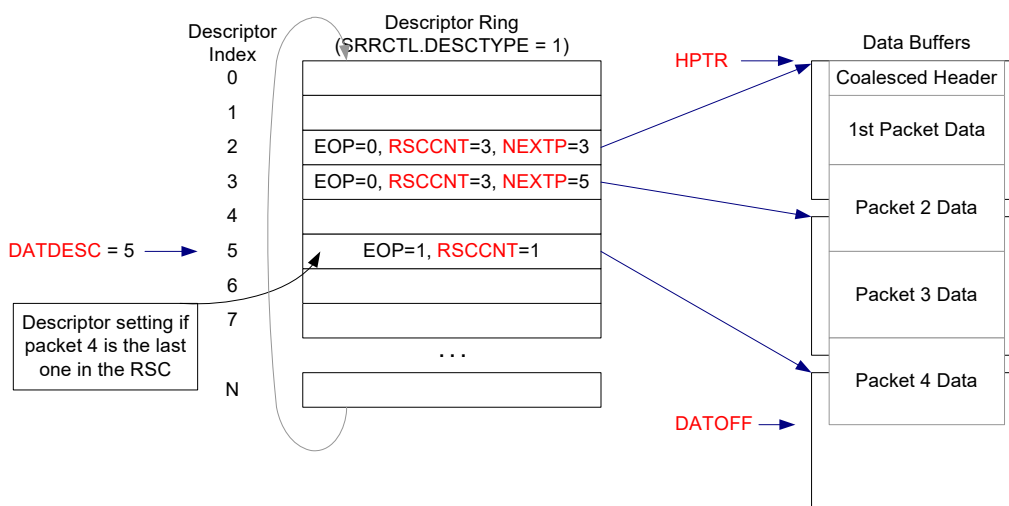 Descriptor
Index
Descriptor Ring
(SRRCTL.DESCTYPE = 1)
Data Buffers
HPTR
0
1
2
3
4
5
6
7
N
EOP=0, RSCCNT=3, NEXTP=3
EOP=0, RSCCNT=3, NEXTP=5
EOP=1, RSCCNT=1
. . .
DATDESC = 5
Descriptor setting if
packet 4 is the last
one in the RSC
Coalesced Header
1st Packet Data
Packet 2 Data
Packet 3 Data
Packet 4 Data
DATOFF